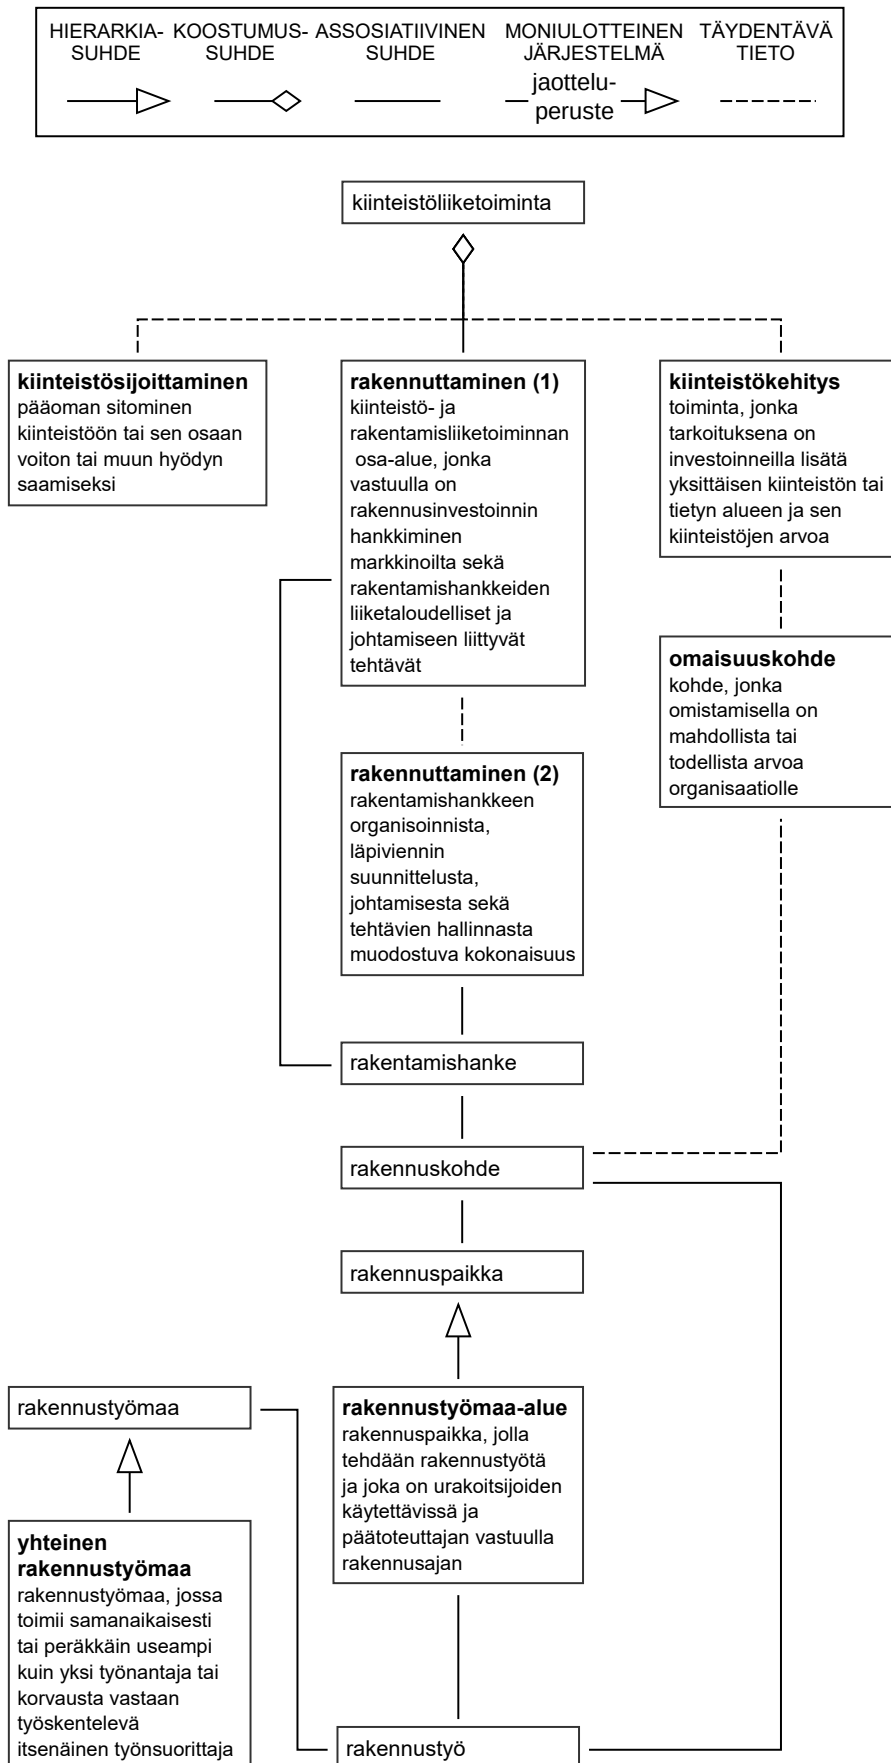 HIERARKIA-
SUHDE
KOOSTUMUS-
SUHDE
ASSOSIATIIVINEN
SUHDE
MONIULOTTEINEN
JÄRJESTELMÄ
jaottelu-
peruste
TÄYDENTÄVÄ
TIETO
kiinteistöliiketoiminta
kiinteistösijoittaminen
pääoman sitominen
kiinteistöön tai sen osaan
voiton tai muun hyödyn
saamiseksi
rakennuttaminen (1)
kiinteistö- ja
rakentamisliiketoiminnan
osa-alue, jonka
vastuulla on
rakennusinvestoinnin
hankkiminen
markkinoilta sekä
rakentamishankkeiden
liiketaloudelliset ja
johtamiseen liittyvät
tehtävät
kiinteistökehitys
toiminta, jonka
tarkoituksena on
investoinneilla lisätä
yksittäisen kiinteistön tai
tietyn alueen ja sen
kiinteistöjen arvoa
omaisuuskohde
kohde, jonka
omistamisella on
mahdollista tai
todellista arvoa
organisaatiolle
rakennuttaminen (2)
rakentamishankkeen
organisoinnista,
läpiviennin
suunnittelusta,
johtamisesta sekä
tehtävien hallinnasta
muodostuva kokonaisuus
rakentamishanke
rakennuskohde
rakennuspaikka
rakennustyömaa
rakennustyömaa-alue
rakennuspaikka, jolla
tehdään rakennustyötä
ja joka on urakoitsijoiden
käytettävissä ja
päätoteuttajan vastuulla
rakennusajan
yhteinen
rakennustyömaa
rakennustyömaa, jossa
toimii samanaikaisesti
tai peräkkäin useampi
kuin yksi työnantaja tai
korvausta vastaan
työskentelevä
itsenäinen työnsuorittaja
rakennustyö